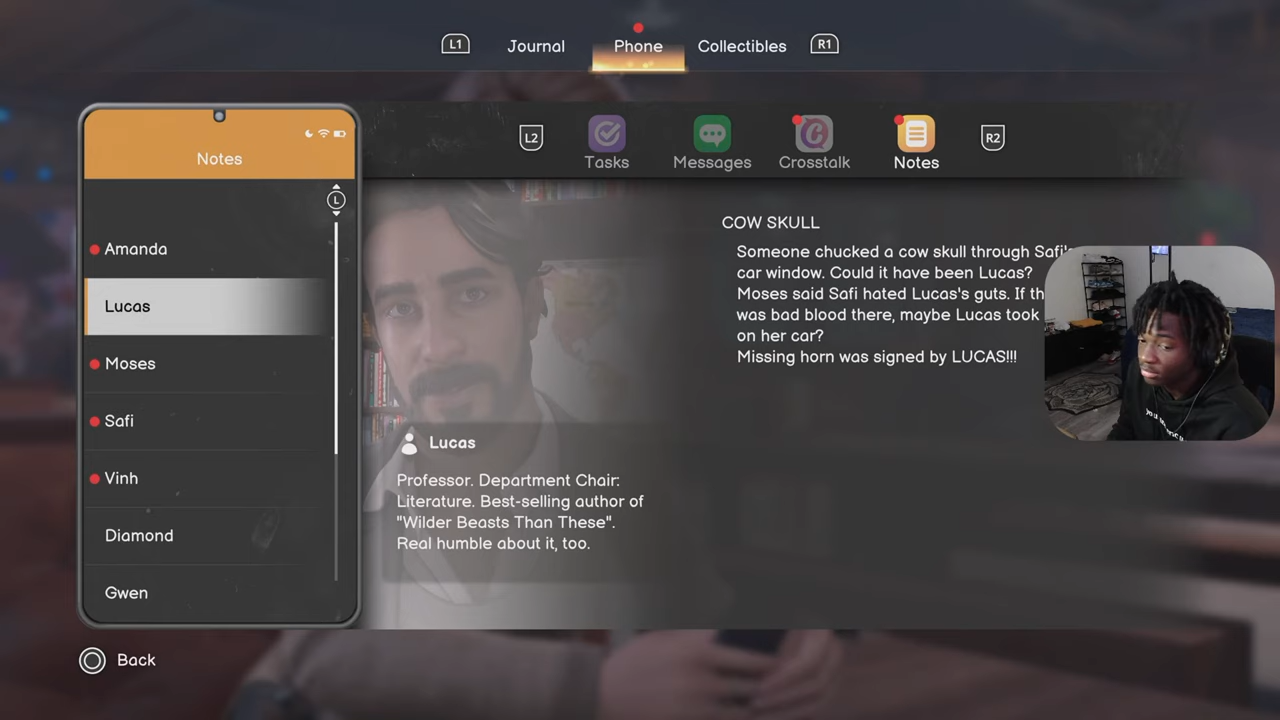 L1 Journal Phone Collectibles R1
Notes
L2 Tasks Messages Crosstalk Notes R2
L
Amanda
Lucas
Moses
Safi
Vinh
Diamond
Gwen
Lucas
Professor. Department Chair:
Literature. Best-selling author of
"Wilder Beasts Than These".
Real humble about it, too.
COW SKULL
Someone chucked a cow skull through Safi's
car window. Could it have been Lucas?
Moses said Safi hated Lucas's guts. If
was bad blood there, maybe Lucas took
on her car?
Missing horn was signed by LUCAS!!!
Back